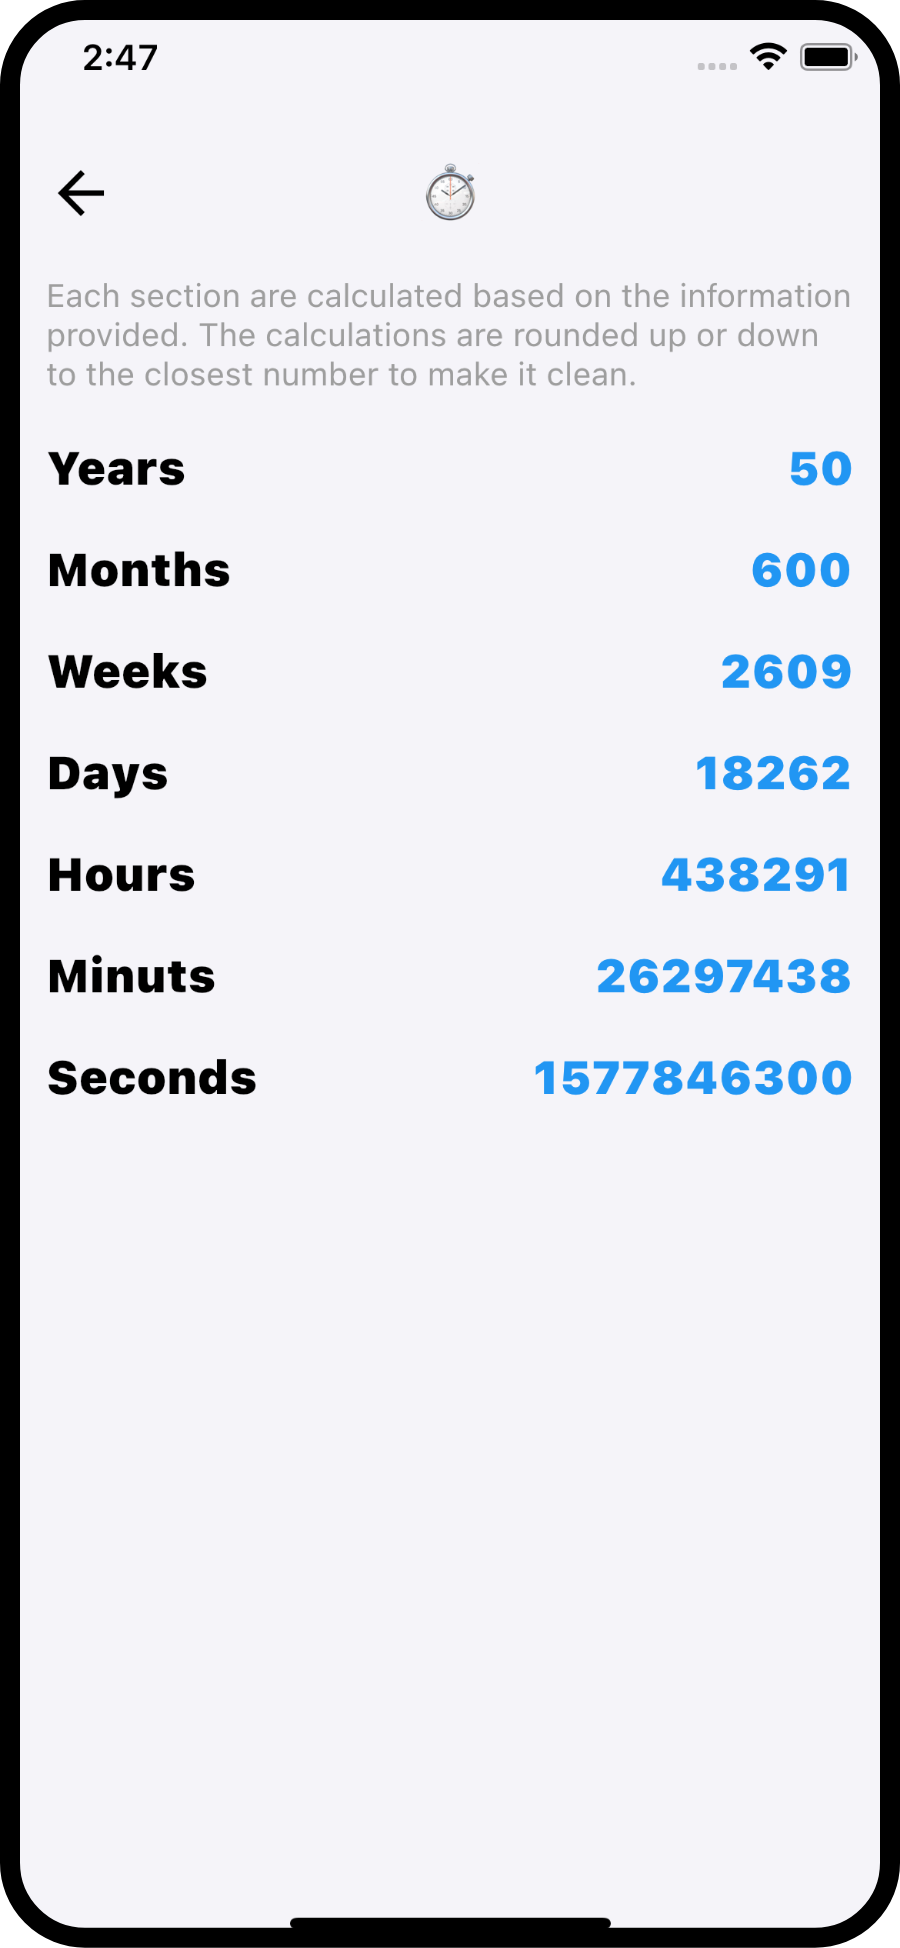 2:47
Each section are calculated based on the information
provided. The calculations are rounded up or down
to the closest number to make it clean.
Years 50
Months 600
Weeks 2609
Days 18262
Hours 438291
Minuts 26297438
Seconds 1577846300